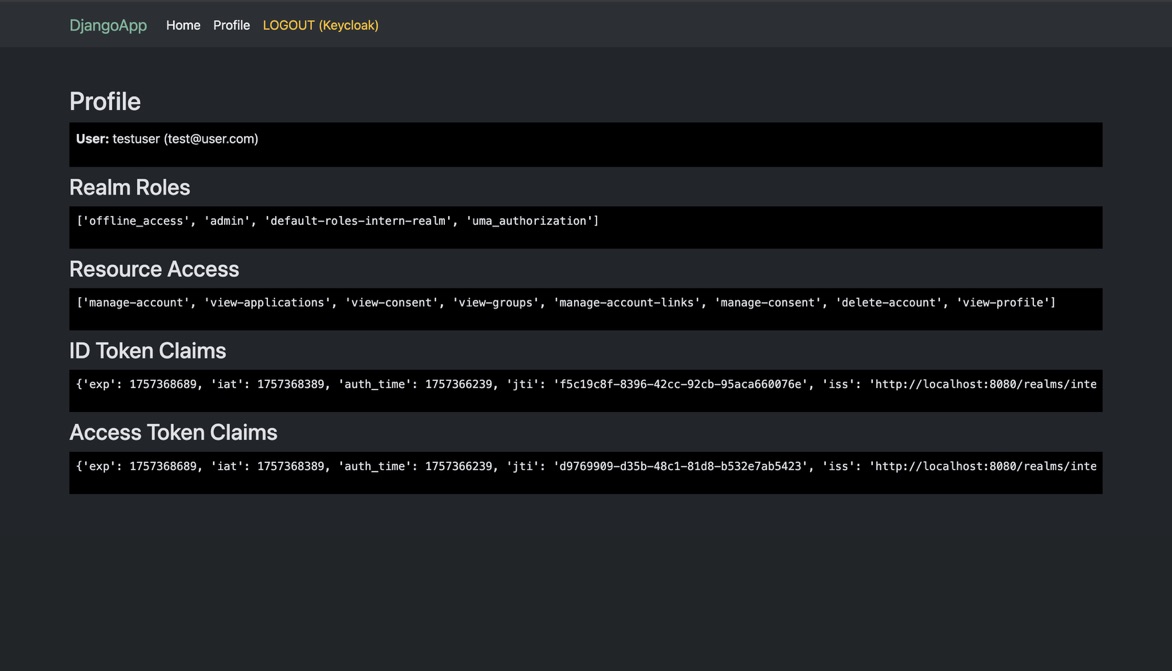 DjangoApp Home Profile LOGOUT (Keycloak)
Profile
User: testuser (test@user.com)
Realm Roles
['offline_access', 'admin', 'default-roles-intern-realm', 'uma_authorization']
Resource Access
['manage-account', 'view-applications', 'view-consent', 'view-groups', 'manage-account-links', 'manage-consent', 'delete-account', 'view-profile']
ID Token Claims
{'exp': 1757368689, 'iat': 1757368389, 'auth_time': 1757366239, 'jti': 'f5c19c8f-8396-42cc-92cb-95aca660076e', 'iss': 'http://localhost:8080/realms/inte
Access Token Claims
{'exp': 1757368689, 'iat': 1757368389, 'auth_time': 1757366239, 'jti': 'd9769909-d35b-48c1-81d8-b532e7ab5423', 'iss': 'http://localhost:8080/realms/inte